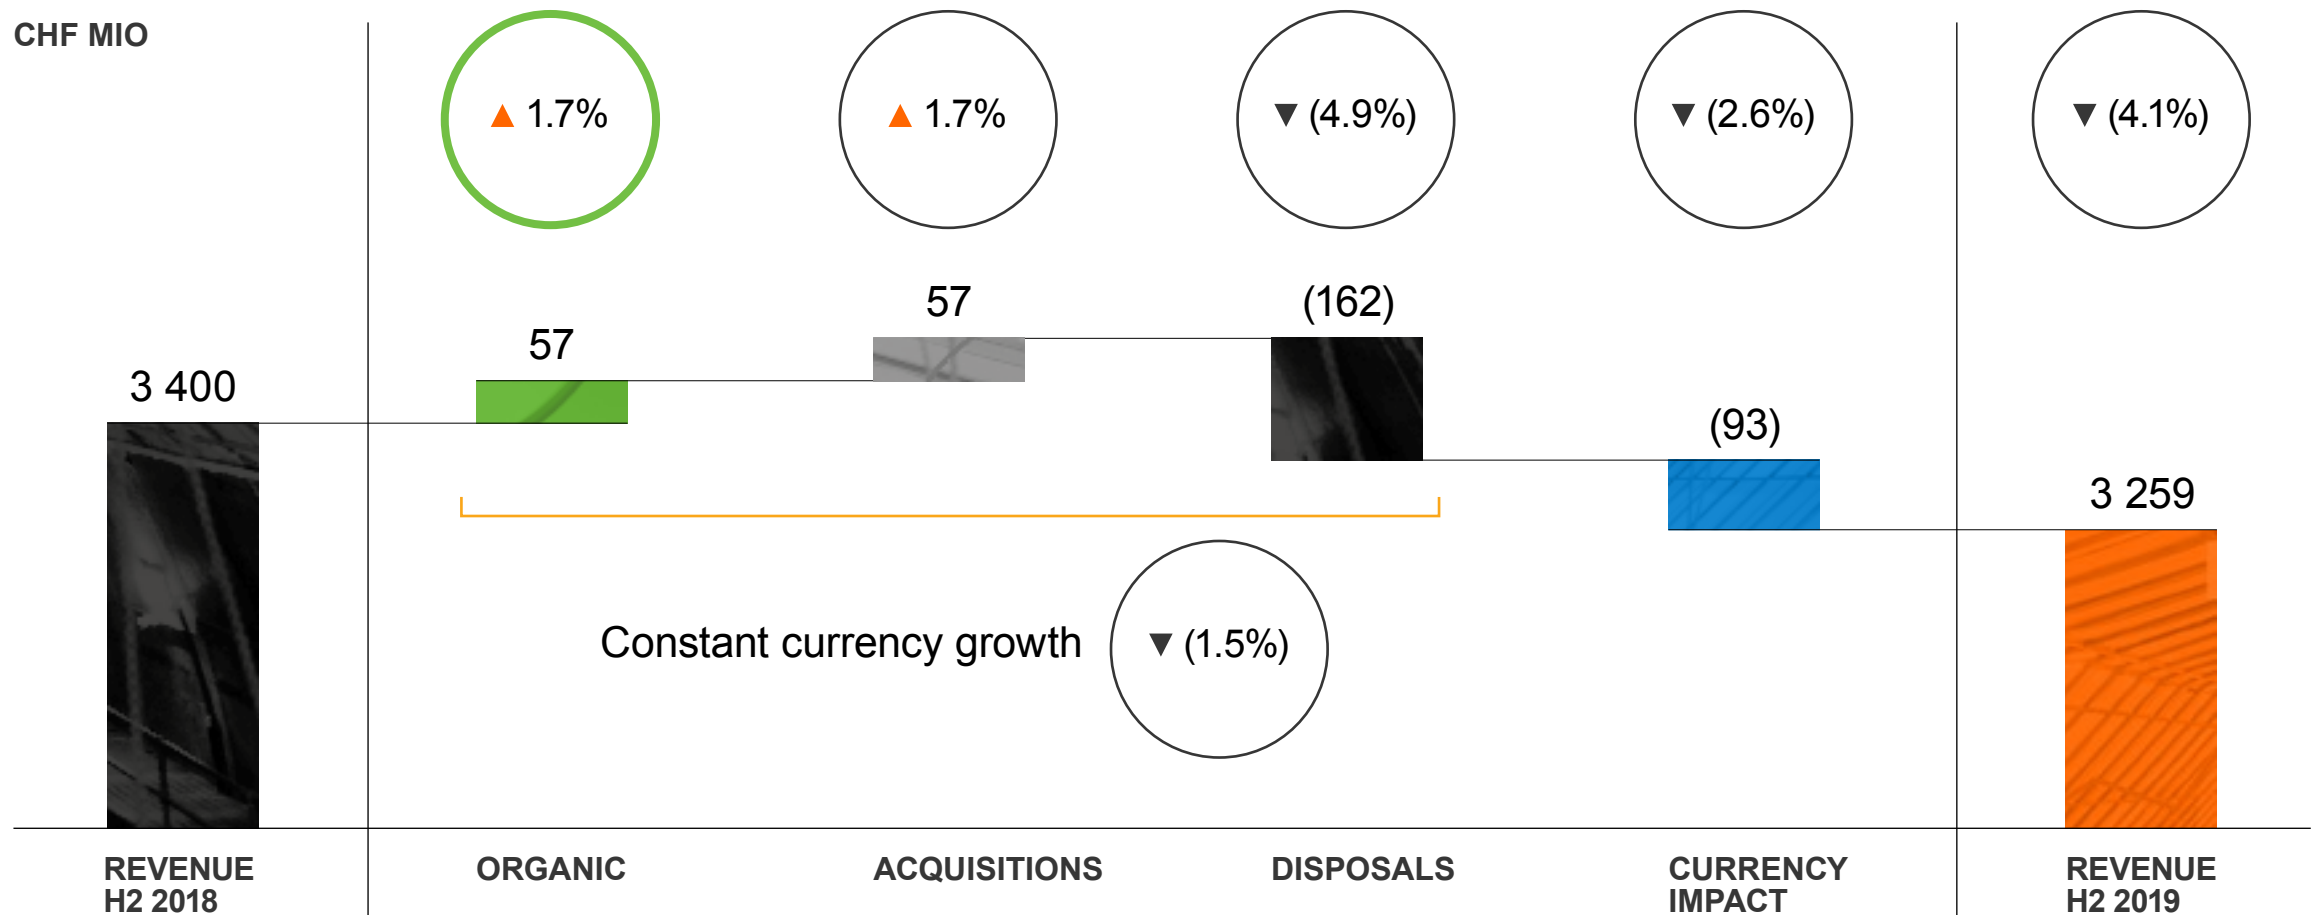 CHF MIO
▲ 1.7%
▲ 1.7%
▼ (4.9%)
▼ (2.6%)
▼ (4.1%)
3 400
57
57
(162)
(93)
3 259
Constant currency growth
▼ (1.5%)
REVENUE
H2 2018
ORGANIC
ACQUISITIONS
DISPOSALS
CURRENCY
IMPACT
REVENUE
H2 2019